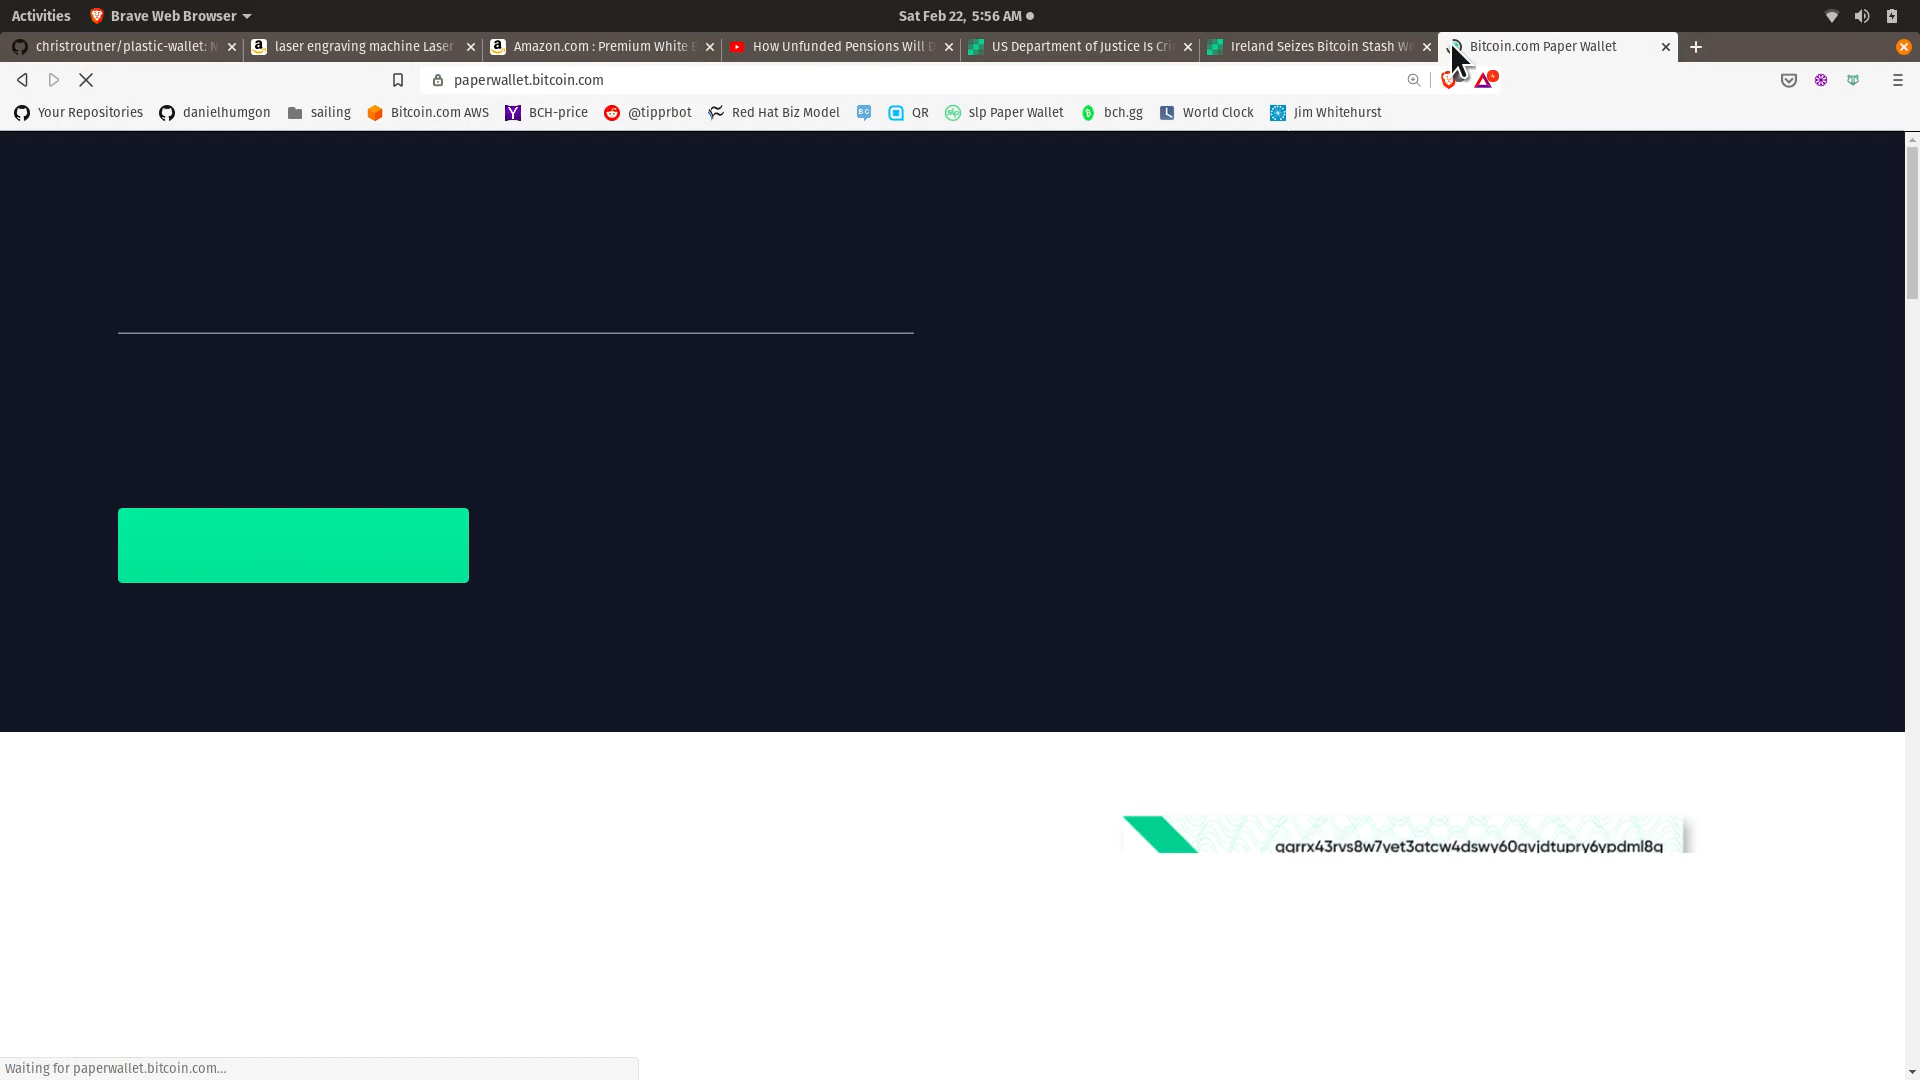 Activities
Brave Web Browser
Sat Feb 22, 5:56 AM
christroutner/plastic-wallet: N
laser engraving machine Laser
Amazon.com : Premium White
How Unfunded Pensions Will D
US Department of Justice Is Cri
Ireland Seizes Bitcoin Stash W
Bitcoin.com Paper Wallet
paperwallet.bitcoin.com
4
Your Repositories
danielhumgon
sailing
Bitcoin.com AWS
BCH-price
@tipprbot
Red Hat Biz Model
QR
slp Paper Wallet
bch.gg
World Clock
Jim Whitehurst
qqrrx43rvs8w7yet3atcw4dswy60qvjdtupry6ypdml8q
Waiting for paperwallet.bitcoin.com...